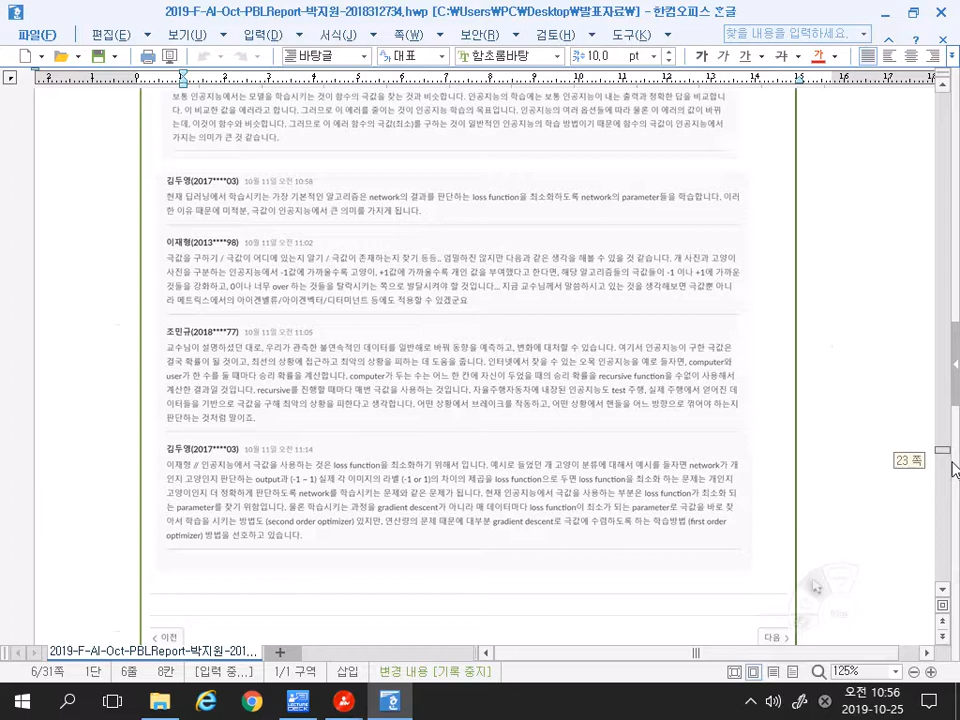 2019-F-AI-Oct-PBLReport-박지원-2018312734.hwp [C:₩Users₩PC₩Desktop₩발표자료₩] - 한컴오피스 한글
파일(F) 편집(E) 보기(U) 입력(D) 서식(J) 쪽(W) 보안(R) 검토(H) 도구(K) 찾을 내용을 입력하세요.
바탕글 대표 함초롬바탕 10.0 pt 가 가 가 가 가
2 1 1 2 3 4 5 6 7 8 9 10 11 12 13 14 15 16 17 18
보통 인공지능에서는 모델을 학습시키는 것이 함수의 극값을 찾는 것과 비슷합니다. 인공지능의 학습에는 보통 인공지능이 내는 출력과 정확한 답을 비교합니
다. 이 비교한 값을 에러라고 합니다. 그러므로 이 에러를 줄이는 것이 인공지능 학습의 목표입니다. 인공지능의 여러 옵션들에 따라 물론 이 에러의 값이 바뀌
는데, 이것이 함수와 비슷합니다. 그러므로 이 에러 함수의 극값(최소)를 구하는 것이 일반적인 인공지능의 학습 방법이기 때문에 함수의 극값이 인공지능에서
가지는 의미가 큰 것 같습니다.
김두영(2017****03) 10월 11일 오전 10:58
현재 딥러닝에서 학습시키는 가장 기본적인 알고리즘은 network의 결과를 판단하는 loss function을 최소화하도록 network의 parameter들을 학습합니다. 이러
한 이유 때문에 미적분, 극값이 인공지능에서 큰 의미를 가지게 됩니다.
이재형(2013****98) 10월 11일 오전 11:02
극값을 구하기 / 극값이 어디에 있는지 알기 / 극값이 존재하는지 찾기 등등.. 엄밀하진 않지만 다음과 같은 생각을 해볼 수 있을 것 같습니다. 개 사진과 고양이
사진을 구분하는 인공지능에서 -1값에 가까울수록 고양이, +1값에 가까울수록 개인 값을 부여했다고 한다면, 해당 알고리즘들의 극값들이 -1 이나 +1에 가까운
것들을 강화하고, 0이나 너무 over 하는 것들을 탈락시켜는 쪽으로 발달시켜야 할 것입니다... 지금 교수님께서 말씀하시고 있는 것을 생각해보면 극값뿐 아니
라 메트릭스에서의 아이겐밸류/아이겐벡터/디터미넌트 등에도 적용할 수 있겠군요
조민규(2018****77) 10월 11일 오전 11:05
교수님이 설명하셨던 대로, 우리가 관측한 불연속적인 데이터를 일반해로 바꿔 동향을 예측하고, 변화에 대처할 수 있습니다. 여기서 인공지능이 구한 극값은
결국 확률이 될 것이고, 최선의 상황에 접근하고 최악의 상황을 피하는 데 도움을 줍니다. 인터넷에서 찾을 수 있는 오목 인공지능을 예로 들자면, computer와
user가 한 수를 둘 때마다 승리 확률을 계산합니다. computer가 두는 수는 어느 한 칸에 자신이 두었을 때의 승리 확률을 recursive function을 수없이 사용해서
계산한 결과일 것입니다. recursive를 진행할 때마다 매번 극값을 사용하는 것입니다. 자율주행자동차에 내장된 인공지능도 test 주행, 실제 주행에서 얻어진 데
이터들을 기반으로 극값을 구해 최악의 상황을 피한다고 생각합니다. 어떤 상황에서 브레이크를 작동하고, 어떤 상황에서 핸들을 어느 방향으로 꺾어야 하는지
판단하는 것처럼 말이죠.
김두영(2017****03) 10월 11일 오전 11:14
이재형 // 인공지능에서 극값을 사용하는 것은 loss function을 최소화하기 위해서 입니다. 예시로 들었던 개 고양이 분류에 대해서 예시를 들자면 network가 개
인지 고양인지 판단하는 output과 (-1 ~ 1) 실제 각 이미지의 라벨 (-1 or 1)의 차이의 제곱을 loss function으로 두면 loss function을 최소화 하는 문제는 개인지
고양이인지 더 정확하게 판단하도록 network를 학습시키는 문제와 같은 문제가 됩니다. 현재 인공지능에서 극값을 사용하는 부분은 loss function가 최소화 되
는 parameter를 찾기 위함입니다. 물론 학습시키는 과정을 gradient descent가 아니라 매 데이터마다 loss function이 최소가 되는 parameter로 극값을 바로 찾
아서 학습을 시키는 방법도 (second order optimizer) 있지만, 연산량의 문제 때문에 대부분 gradient descent로 극값에 수렴하도록 하는 학습방법 (first order
optimizer) 방법을 선호하고 있습니다.
23 쪽
이전 다음
2019-F-AI-Oct-PBLReport-박지원-201...
6/31쪽 1단 6줄 8칸 [입력 중...] 1/1 구역 삽입 변경 내용 [기록 중지] 125%
오전 10:56
2019-10-25